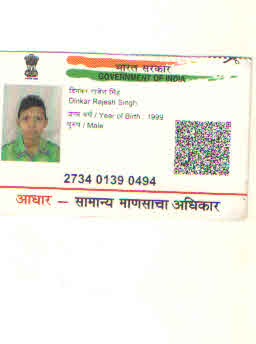 भारत सरकार
GOVERNMENT OF INDIA
दिनकर राजेश सिंह
Dinkar Rajesh Singh
जन्म वर्ष / Year of Birth : 1999
पुरुष / Male
2734 0139 0494
आधार – सामान्य माणसाचा अधिकार